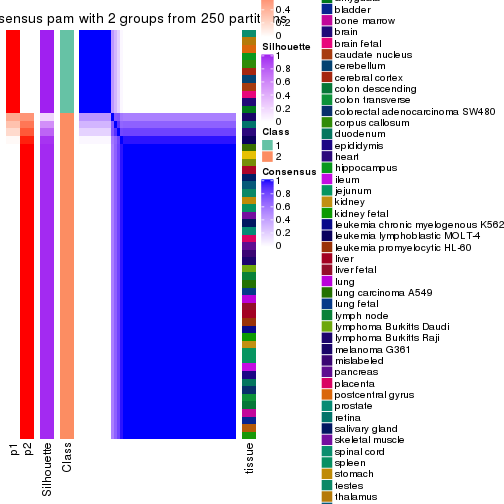 sensus pam with 2 groups from 250 partitions
0.4
0.2
0
Silhouette
1
0.8
0.6
0.4
0.2
0
Class
1
2
Consensus
1
0.8
0.6
0.4
0.2
0
p1
p2
Silhouette
Class
tissue
bladder
bone marrow
brain
brain fetal
caudate nucleus
cerebellum
cerebral cortex
colon descending
colon transverse
colorectal adenocarcinoma SW480
corpus callosum
duodenum
epididymis
heart
hippocampus
ileum
jejunum
kidney
kidney fetal
leukemia chronic myelogenous K562
leukemia lymphoblastic MOLT-4
leukemia promyelocytic HL-60
liver
liver fetal
lung
lung carcinoma A549
lung fetal
lymph node
lymphoma Burkitts Daudi
lymphoma Burkitts Raji
melanoma G361
mislabeled
pancreas
placenta
postcentral gyrus
prostate
retina
salivary gland
skeletal muscle
spinal cord
spleen
stomach
testes
thalamus